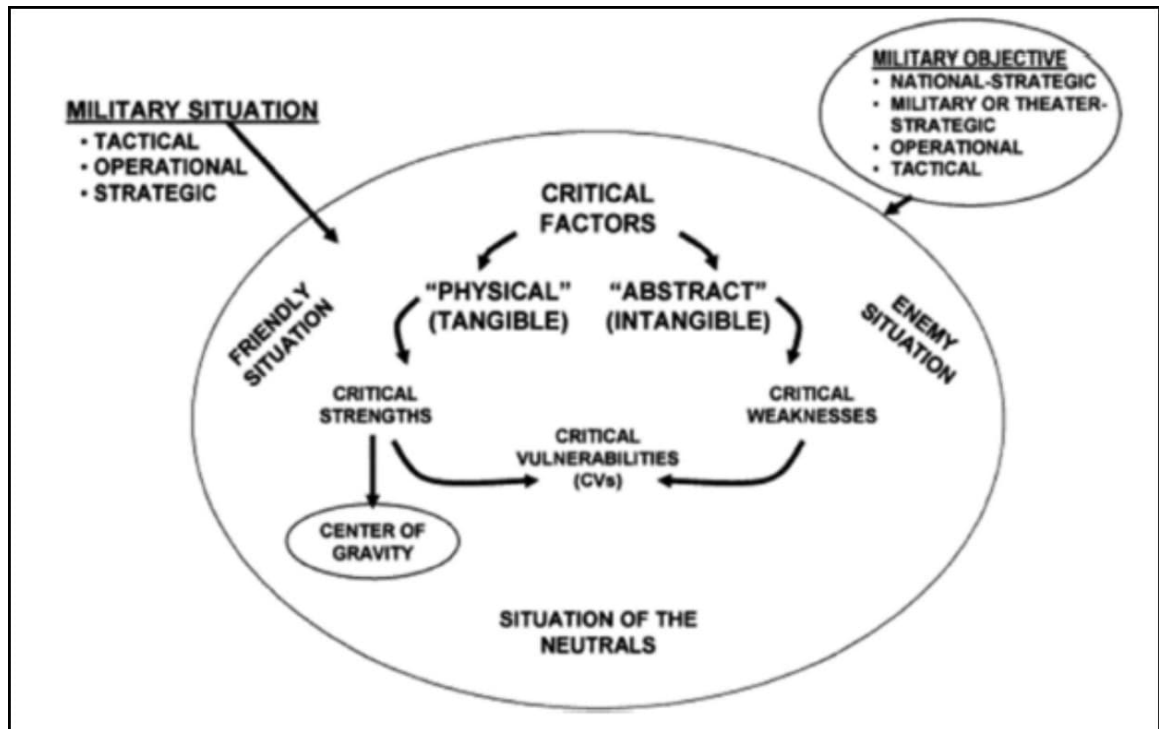 MILITARY SITUATION
• TACTICAL
• OPERATIONAL
• STRATEGIC
MILITARY OBJECTIVE
• NATIONAL-STRATEGIC
• MILITARY OR THEATER-
STRATEGIC
• OPERATIONAL
• TACTICAL
CRITICAL
FACTORS
"PHYSICAL"
(TANGIBLE)
"ABSTRACT"
(INTANGIBLE)
FRIENDLY
SITUATION
ENEMY
SITUATION
CRITICAL
STRENGTHS
CRITICAL
WEAKNESSES
CRITICAL
VULNERABILITIES
(CVs)
CENTER OF
GRAVITY
SITUATION OF THE
NEUTRALS